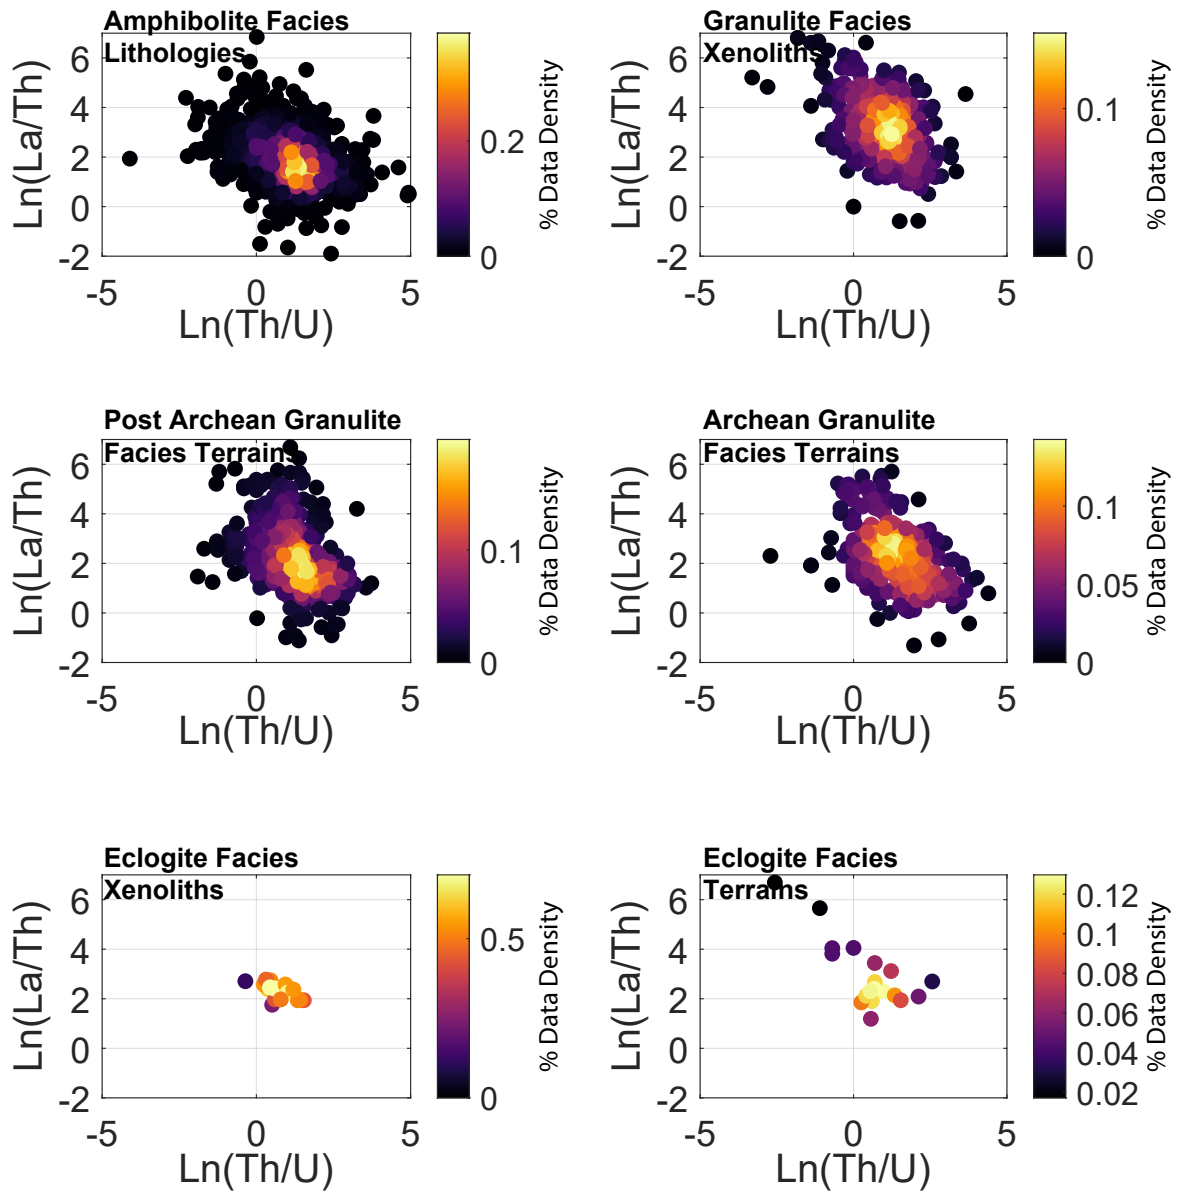 Amphibolite Facies
Lithologies
Ln(La/Th)
6
4
2
0
-2
-5
0
5
Ln(Th/U)
0.2
0
% Data Density
Granulite Facies
Xenoliths
Ln(La/Th)
6
4
2
0
-2
-5
0
5
Ln(Th/U)
0.1
0
% Data Density
Post Archean Granulite
Facies Terrains
Ln(La/Th)
6
4
2
0
-2
-5
0
5
Ln(Th/U)
0.1
0
% Data Density
Archean Granulite
Facies Terrains
Ln(La/Th)
6
4
2
0
-2
-5
0
5
Ln(Th/U)
0.1
0.05
0
% Data Density
Eclogite Facies
Xenoliths
Ln(La/Th)
6
4
2
0
-2
-5
0
5
Ln(Th/U)
0.5
0
% Data Density
Eclogite Facies
Terrains
Ln(La/Th)
6
4
2
0
-2
-5
0
5
Ln(Th/U)
0.12
0.1
0.08
0.06
0.04
0.02
% Data Density